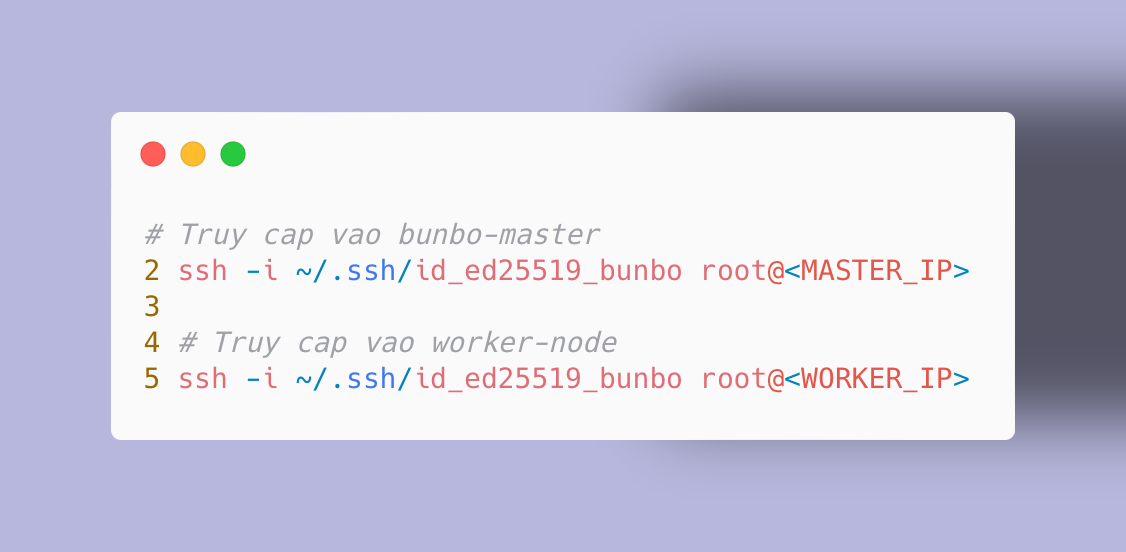 # Truy cap vao bunbo-master
2 ssh -i ~/.ssh/id_ed25519_bunbo root@<MASTER_IP>
3
4 # Truy cap vao worker-node
5 ssh -i ~/.ssh/id_ed25519_bunbo root@<WORKER_IP>